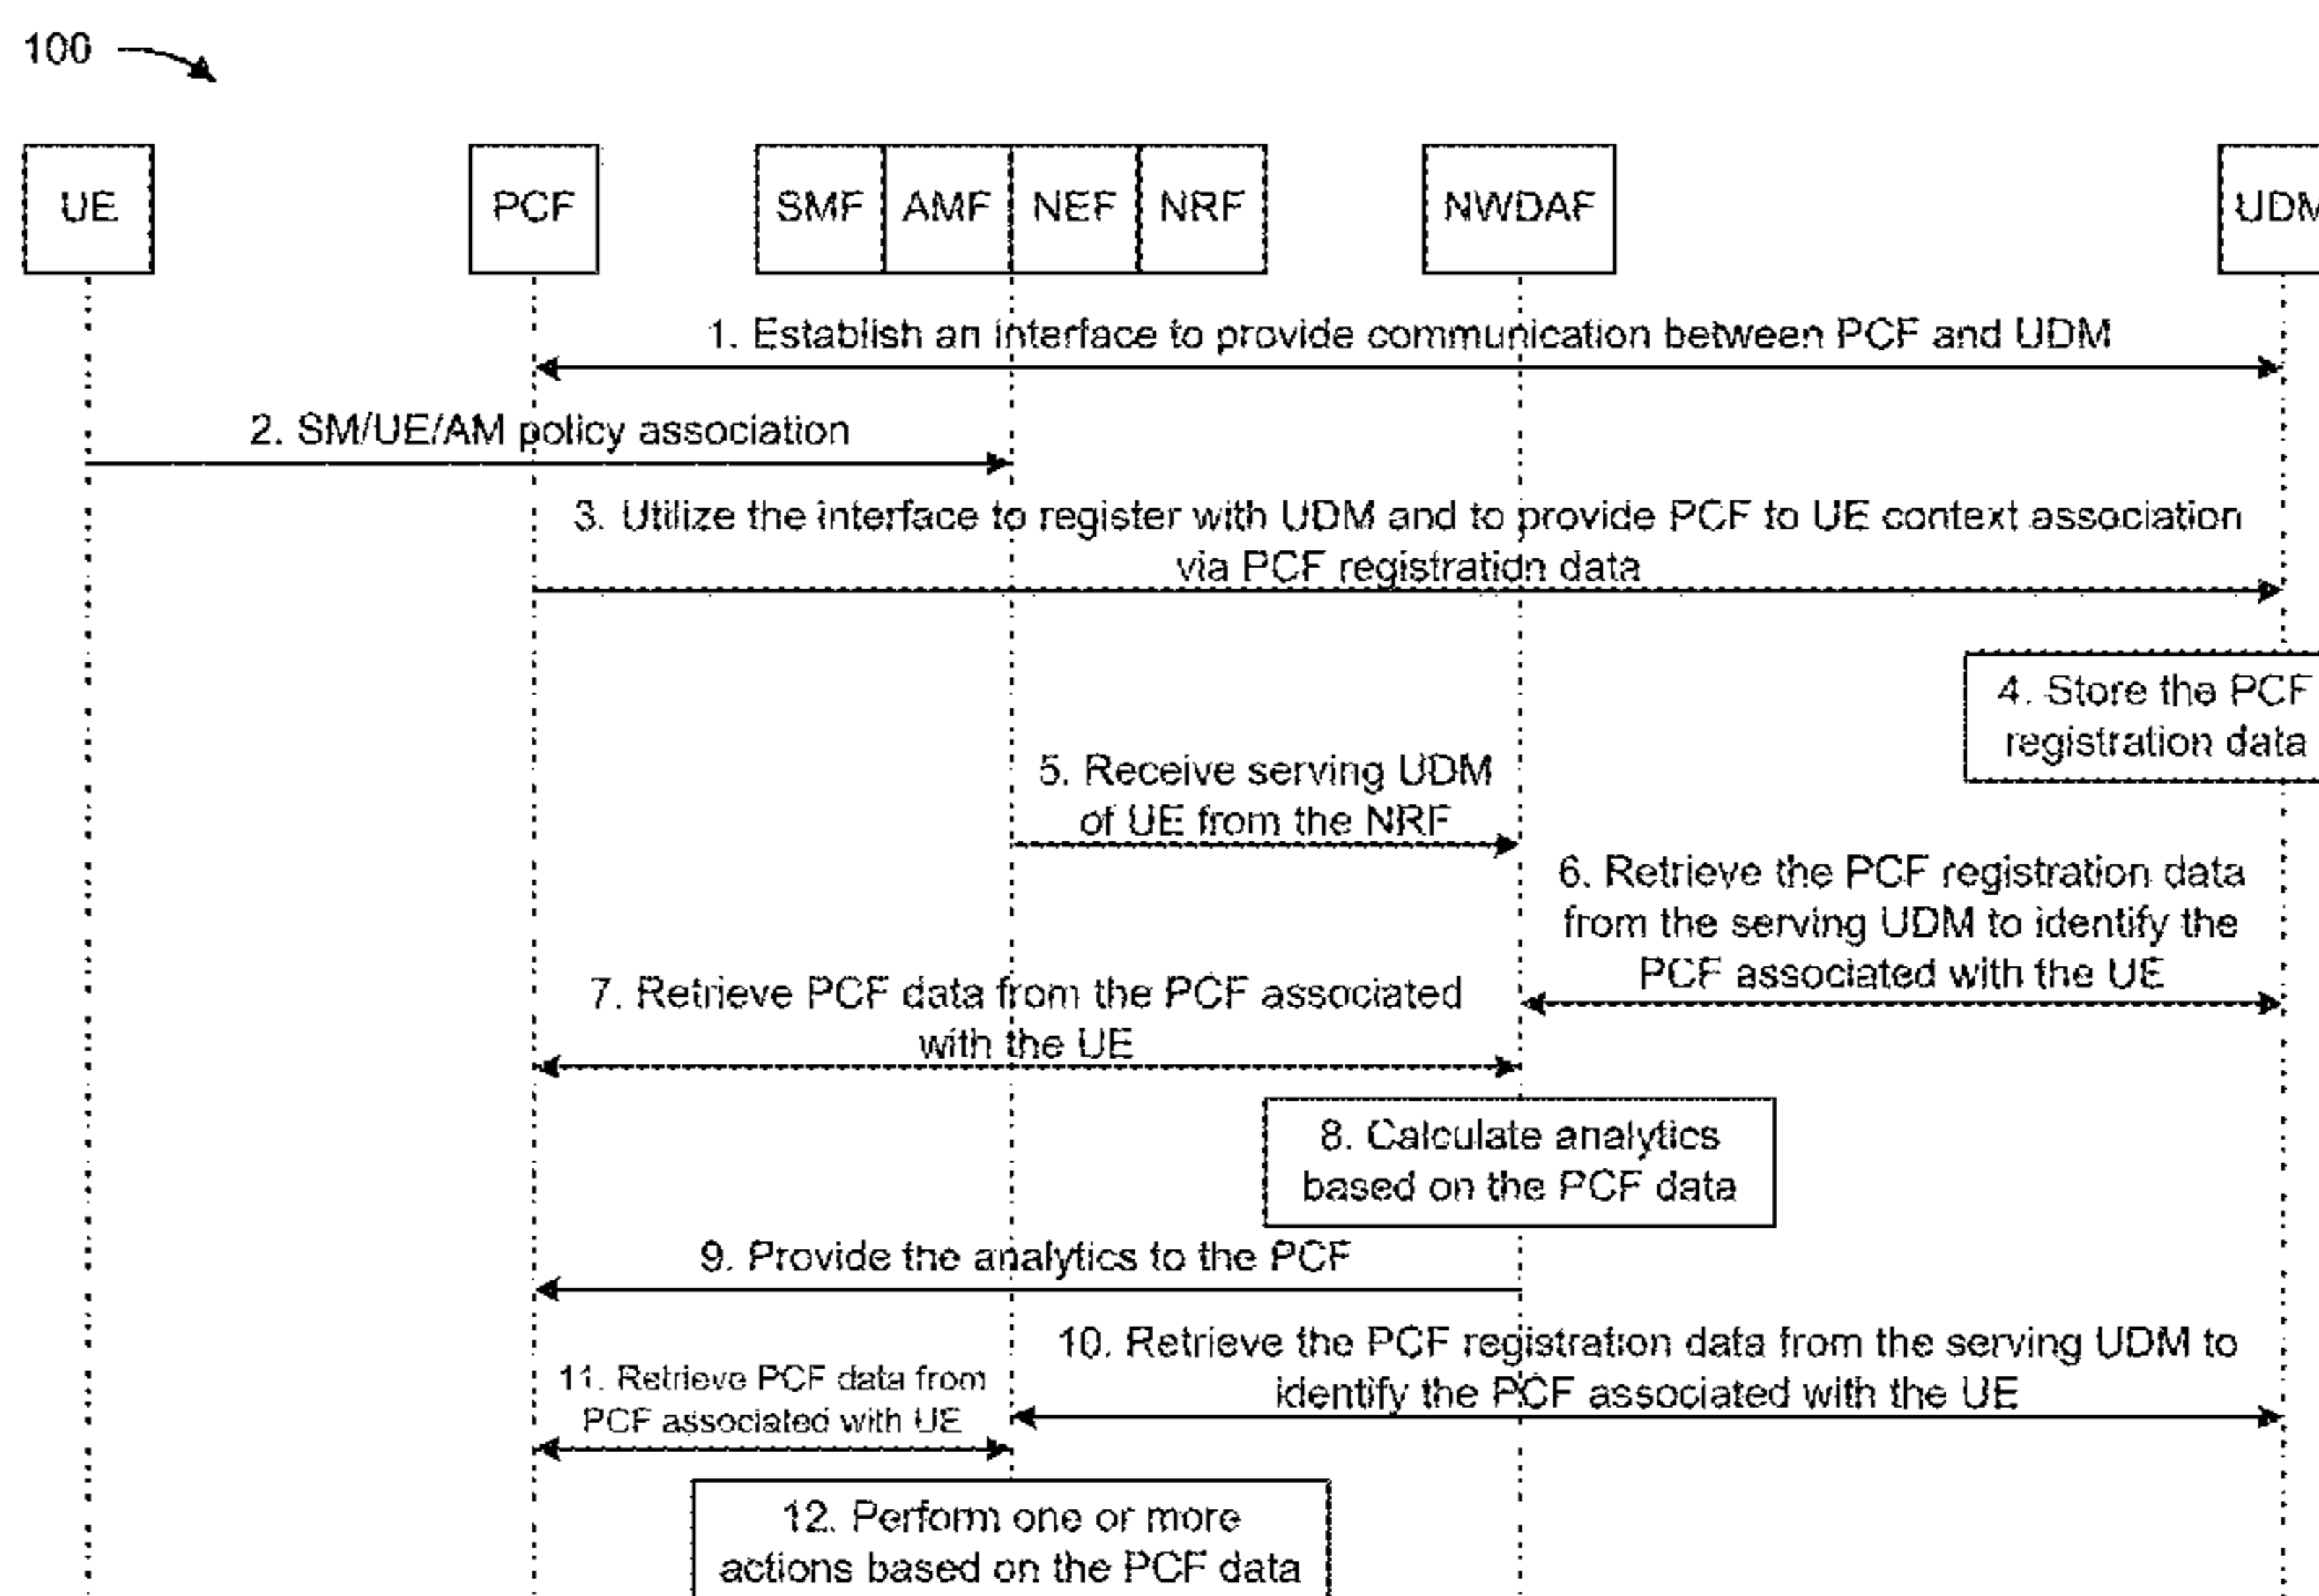 100
UE
PCF
SMF
AMF
NEF
NRF
NWDAF
UDM
1. Establish an interface to provide communication between PCF and UDM
2. SM/UE/AM policy association
3. Utilize the interface to register with UDM and to provide PCF to UE context association
via PCF registration data
4. Store the PCF
registration data
5. Receive serving UDM
of UE from the NRF
6. Retrieve the PCF registration data
from the serving UDM to identify the
PCF associated with the UE
7. Retrieve PCF data from the PCF associated
with the UE
8. Calculate analytics
based on the PCF data
9. Provide the analytics to the PCF
10. Retrieve the PCF registration data from the serving UDM to
identify the PCF associated with the UE
11. Retrieve PCF data from
PCF associated with UE
12. Perform one or more
actions based on the PCF data